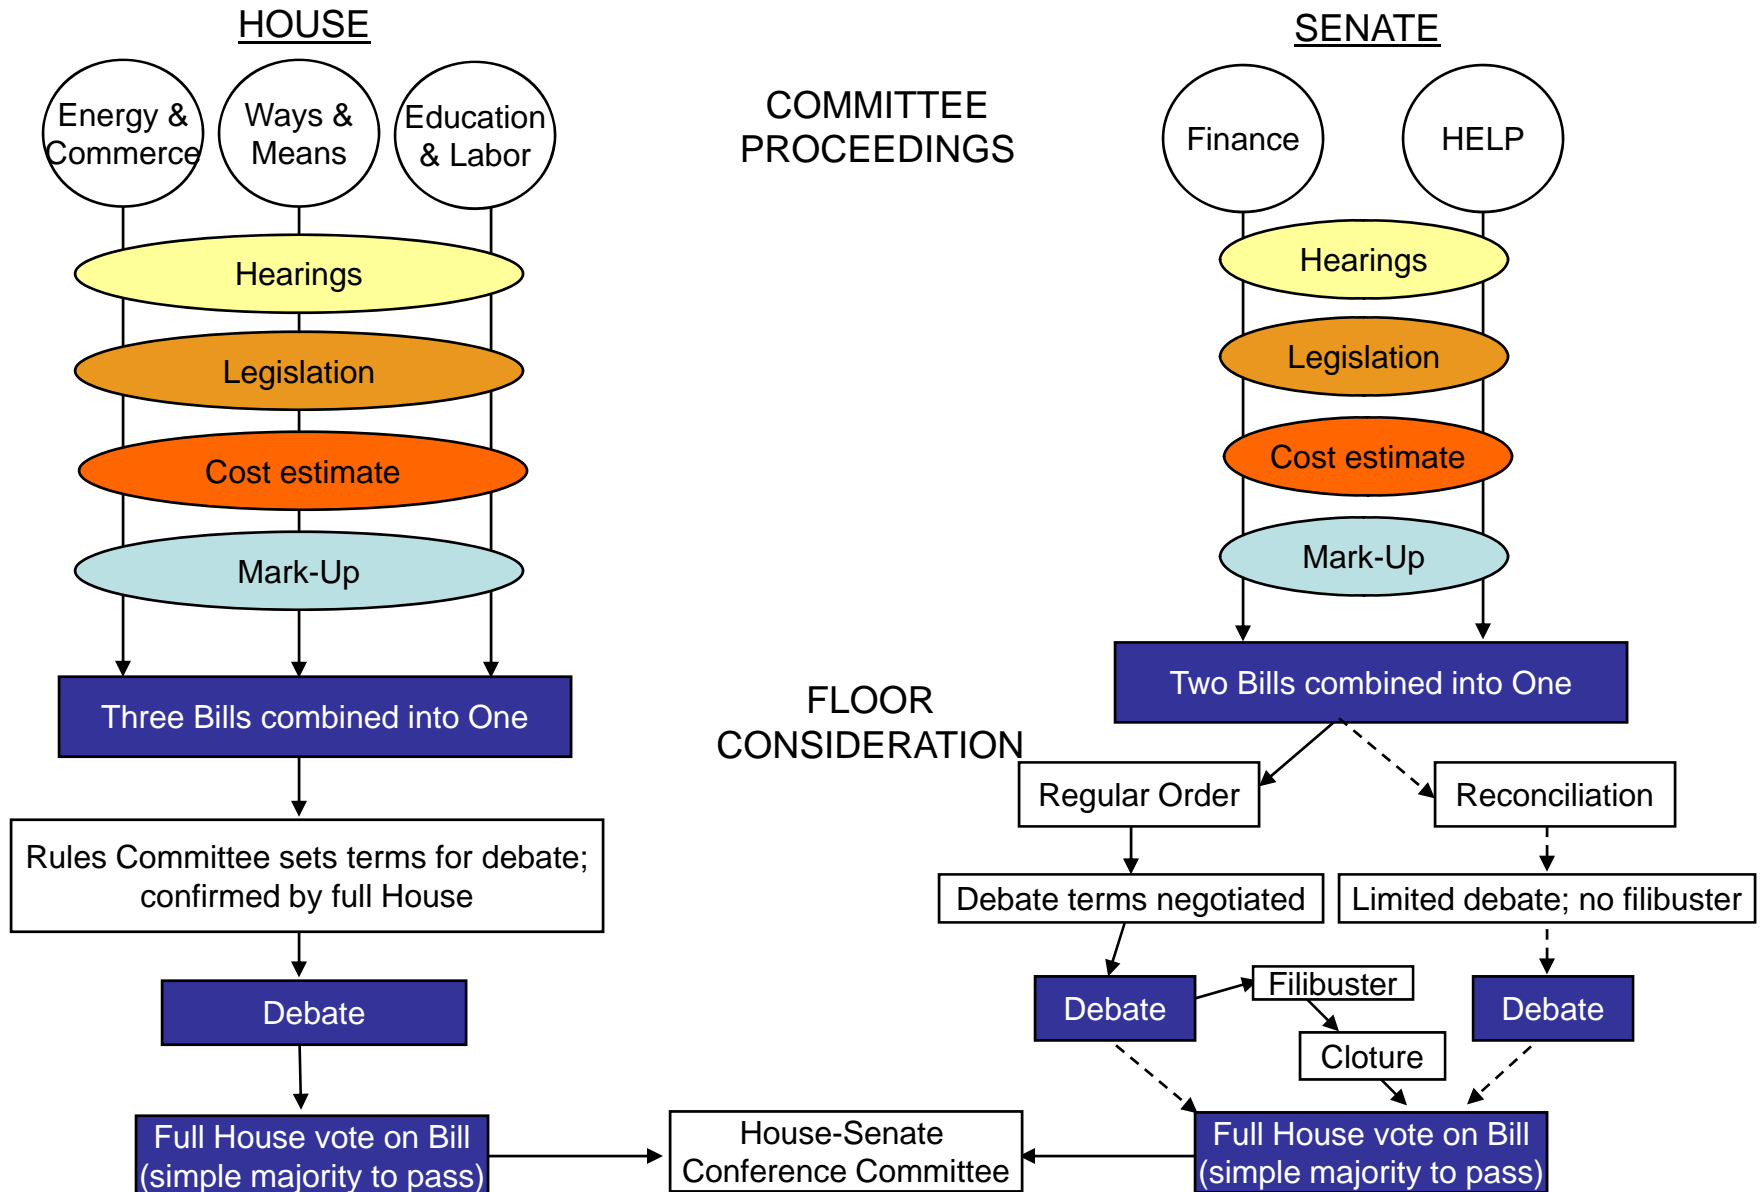 HOUSE
SENATE
Energy &
Commerce
Ways &
Means
Education
& Labor
COMMITTEE
PROCEEDINGS
Finance
HELP
Hearings
Legislation
Cost estimate
Mark-Up
Hearings
Legislation
Cost estimate
Mark-Up
Three Bills combined into One
FLOOR
CONSIDERATION
Two Bills combined into One
Rules Committee sets terms for debate;
confirmed by full House
Regular Order
Reconciliation
Debate terms negotiated
Limited debate; no filibuster
Debate
Debate
Filibuster
Cloture
Debate
Full House vote on Bill
(simple majority to pass)
House-Senate
Conference Committee
Full House vote on Bill
(simple majority to pass)